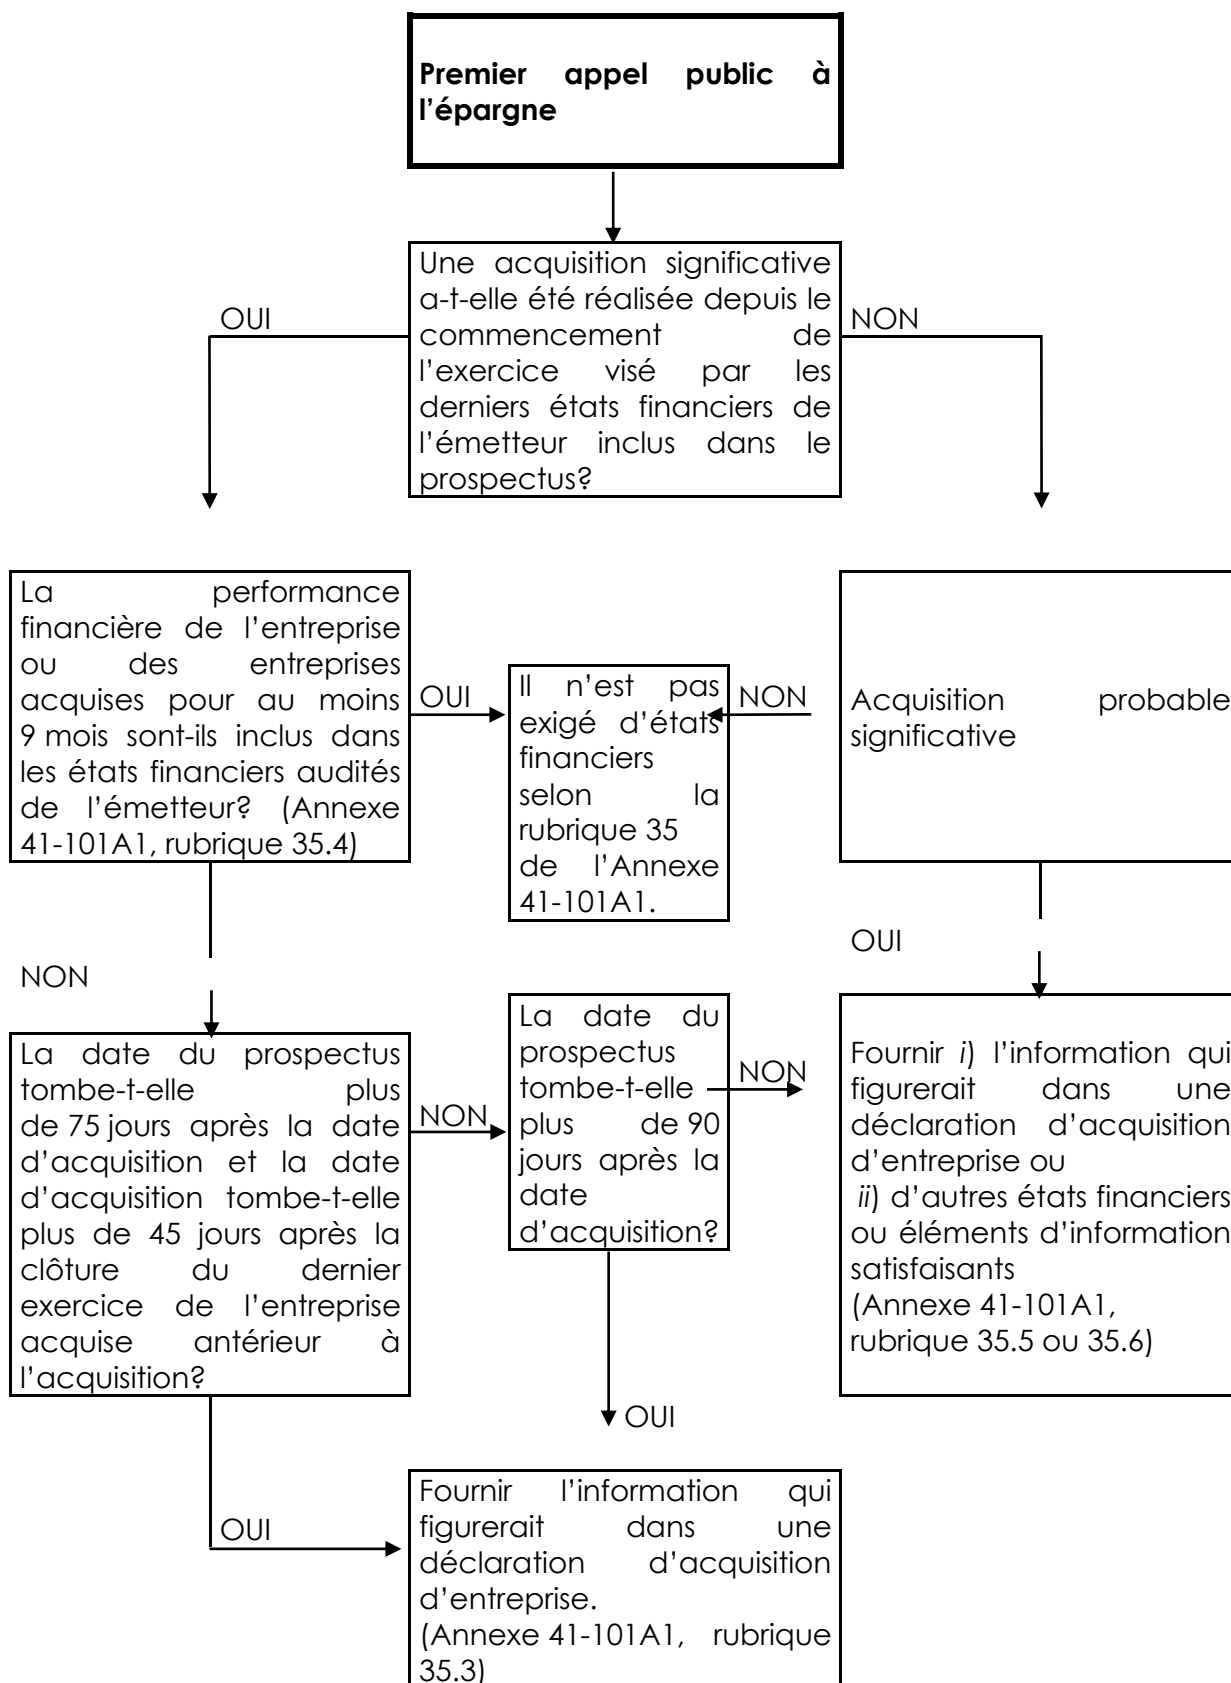 Premier appel public à
l'épargne
Une acquisition significative
a-t-elle été réalisée depuis le
commencement de
l'exercice visé par les
derniers états financiers de
l'émetteur inclus dans le
prospectus?
OUI
NON
La performance
financière de l'entreprise
ou des entreprises
acquises pour au moins
9 mois sont-ils inclus dans
les états financiers audités
de l'émetteur? (Annexe
41-101A1, rubrique 35.4)
OUI
Il n'est pas
exigé d'états
financiers
selon la
rubrique 35
de l'Annexe
41-101A1.
NON
Acquisition probable
significative
NON
OUI
La date du prospectus
tombe-t-elle plus
de 75 jours après la date
d'acquisition et la date
d'acquisition tombe-t-elle
plus de 45 jours après la
clôture du dernier
exercice de l'entreprise
acquise antérieur à
l'acquisition?
NON
La date du
prospectus
tombe-t-elle
plus de 90
jours après la
date
d'acquisition?
NON
Fournir i) l'information qui
figurerait dans une
déclaration d'acquisition
d'entreprise ou
ii) d'autres états financiers
ou éléments d'information
satisfaisants
(Annexe 41-101A1,
rubrique 35.5 ou 35.6)
OUI
OUI
Fournir l'information qui
figurerait dans une
déclaration d'acquisition
d'entreprise.
(Annexe 41-101A1, rubrique
35.3)